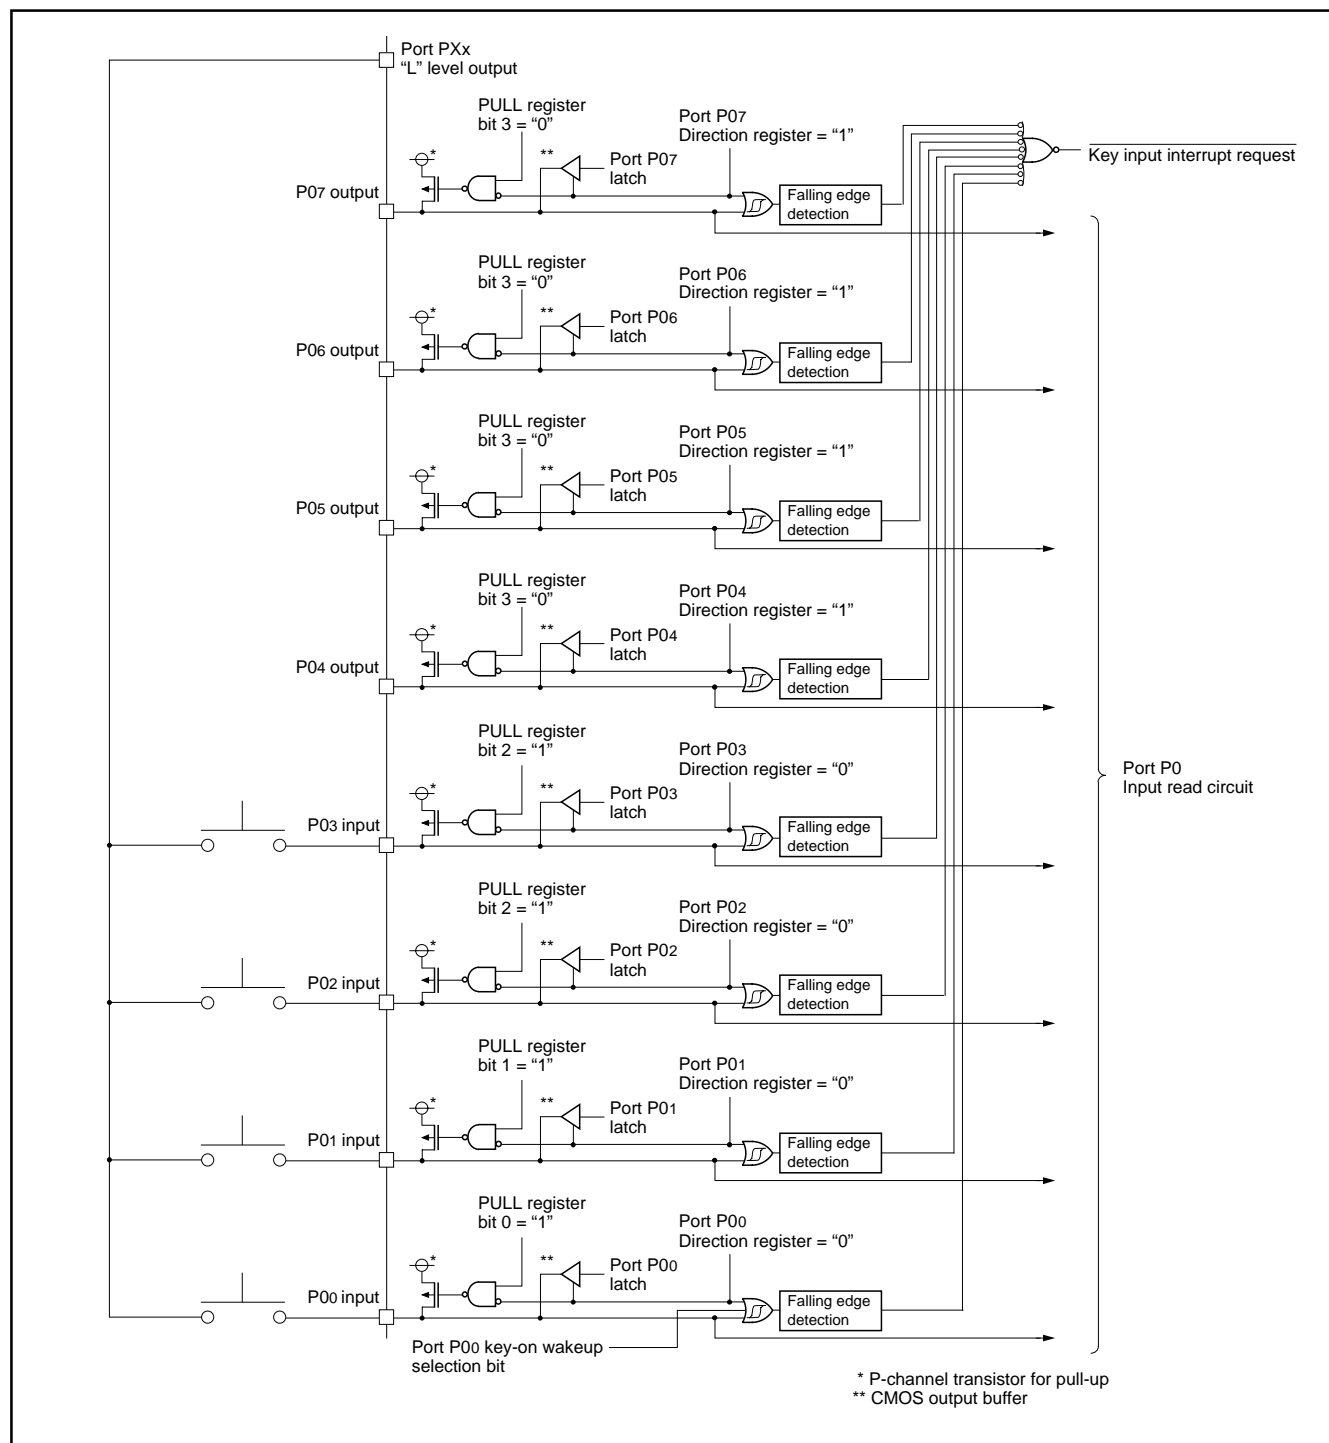 Port PXx
“L” level output
PULL register
bit 3 = “0”
Port P07
Direction register = “1”
*
**
Port P07
latch
Key input interrupt request
P07 output
Falling edge
detection
PULL register
bit 3 = “0”
Port P06
Direction register = “1”
*
**
Port P06
latch
P06 output
Falling edge
detection
PULL register
bit 3 = “0”
Port P05
Direction register = “1”
*
**
Port P05
latch
P05 output
Falling edge
detection
PULL register
bit 3 = “0”
Port P04
Direction register = “1”
*
**
Port P04
latch
P04 output
Falling edge
detection
PULL register
bit 2 = “1”
Port P03
Direction register = “0”
*
**
Port P03
latch
P03 input
Falling edge
detection
Port P0
Input read circuit
PULL register
bit 2 = “1”
Port P02
Direction register = “0”
*
**
Port P02
latch
P02 input
Falling edge
detection
PULL register
bit 1 = “1”
Port P01
Direction register = “0”
*
**
Port P01
latch
P01 input
Falling edge
detection
PULL register
bit 0 = “1”
Port P00
Direction register = “0”
*
**
Port P00
latch
P00 input
Falling edge
detection
Port P00 key-on wakeup
selection bit
* P-channel transistor for pull-up
** CMOS output buffer